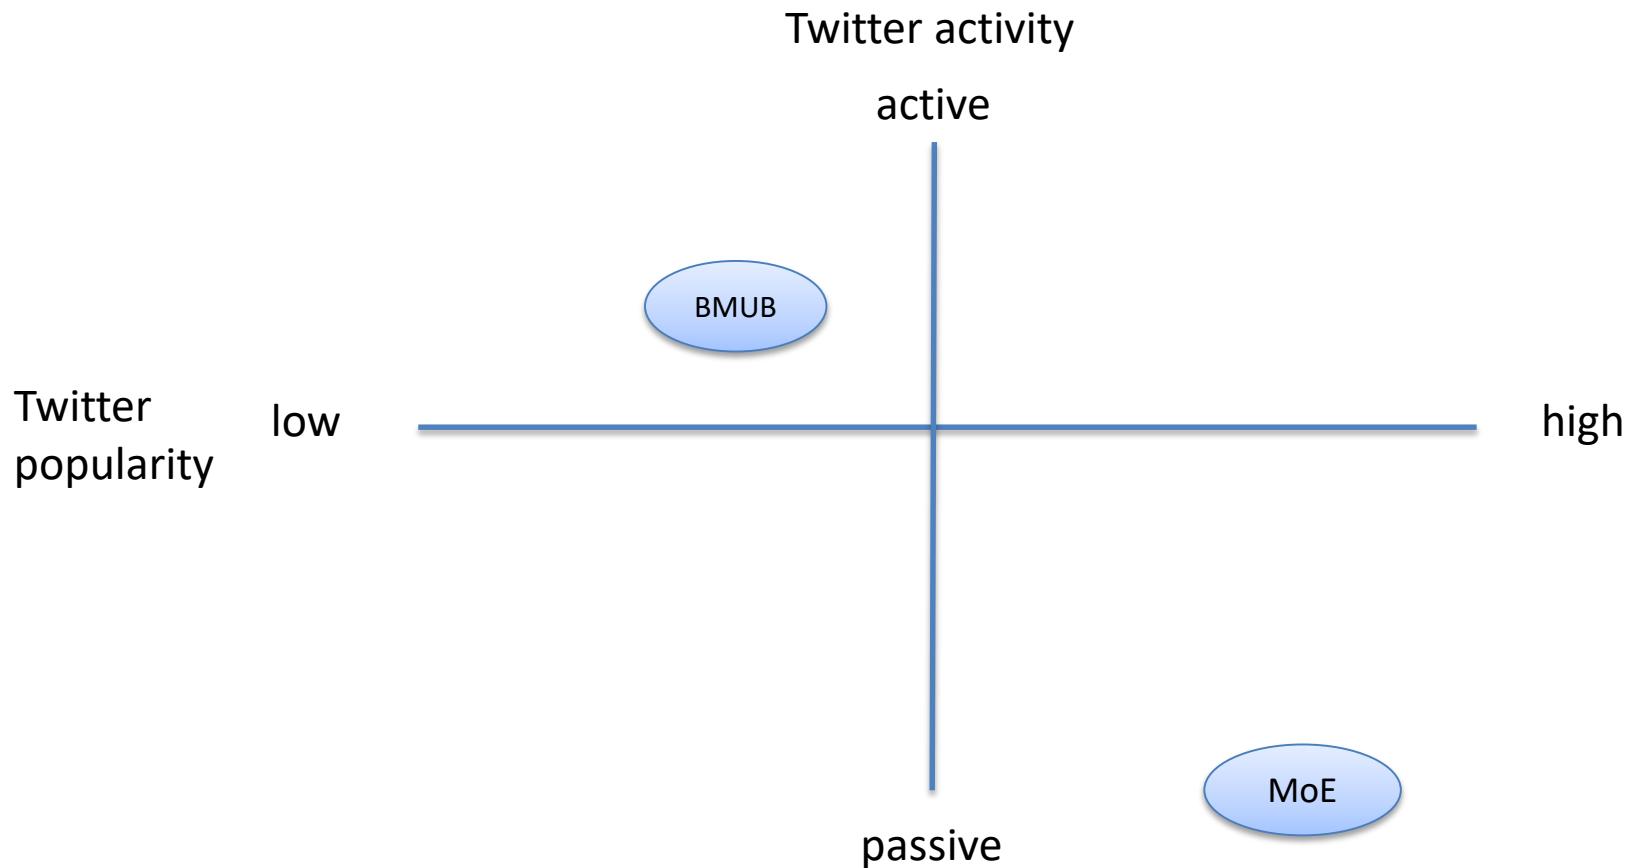 Twitter activity
active
BMUB
Twitter
popularity
low
high
MoE
passive